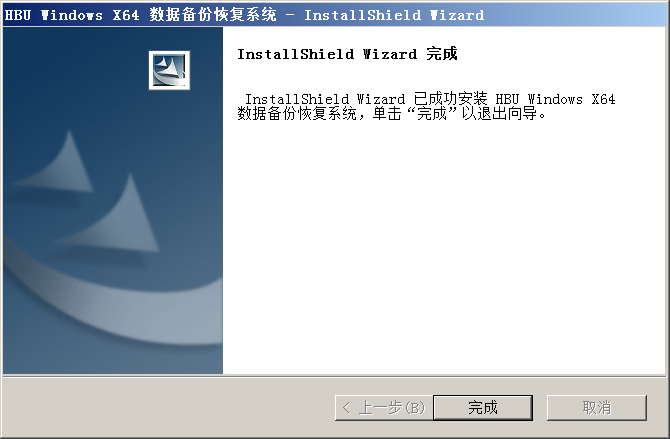 HBU Windows X64 数据备份恢复系统 - InstallShield Wizard
InstallShield Wizard 完成
InstallShield Wizard 已成功安装 HBU Windows X64
数据备份恢复系统，单击“完成”以退出向导。
< 上一步(B)
完成
取消